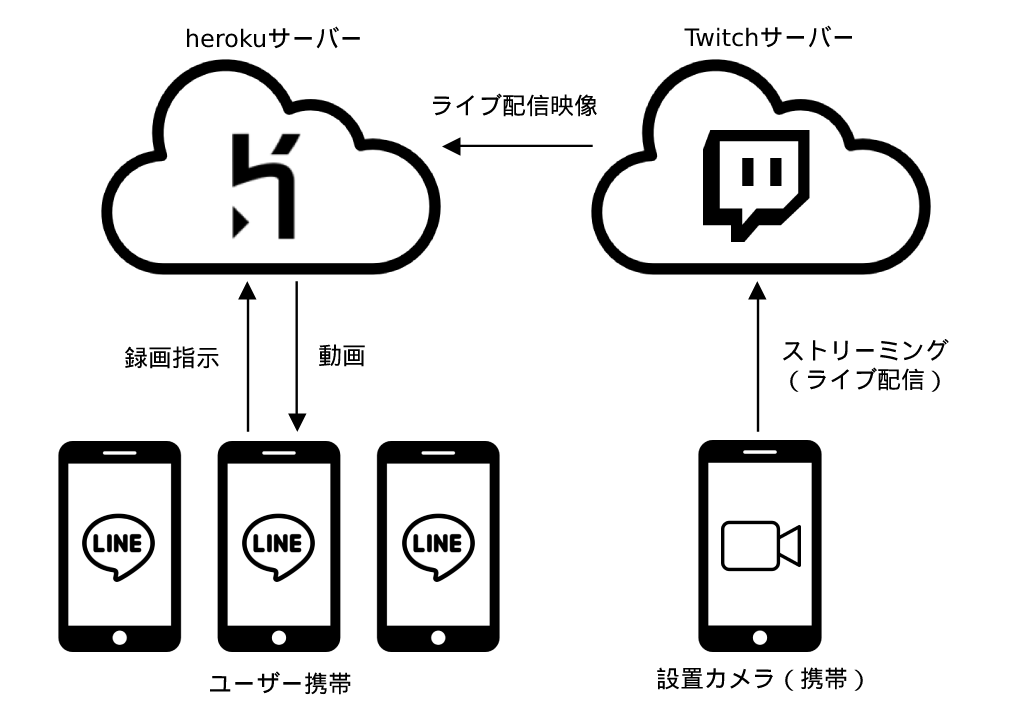 herokuサーバー
Twitchサーバー
ライブ配信映像
録画指示
動画
ストリーミング
（ライブ配信）
LINE
LINE
LINE
ユーザー携帯
設置カメラ（携帯）